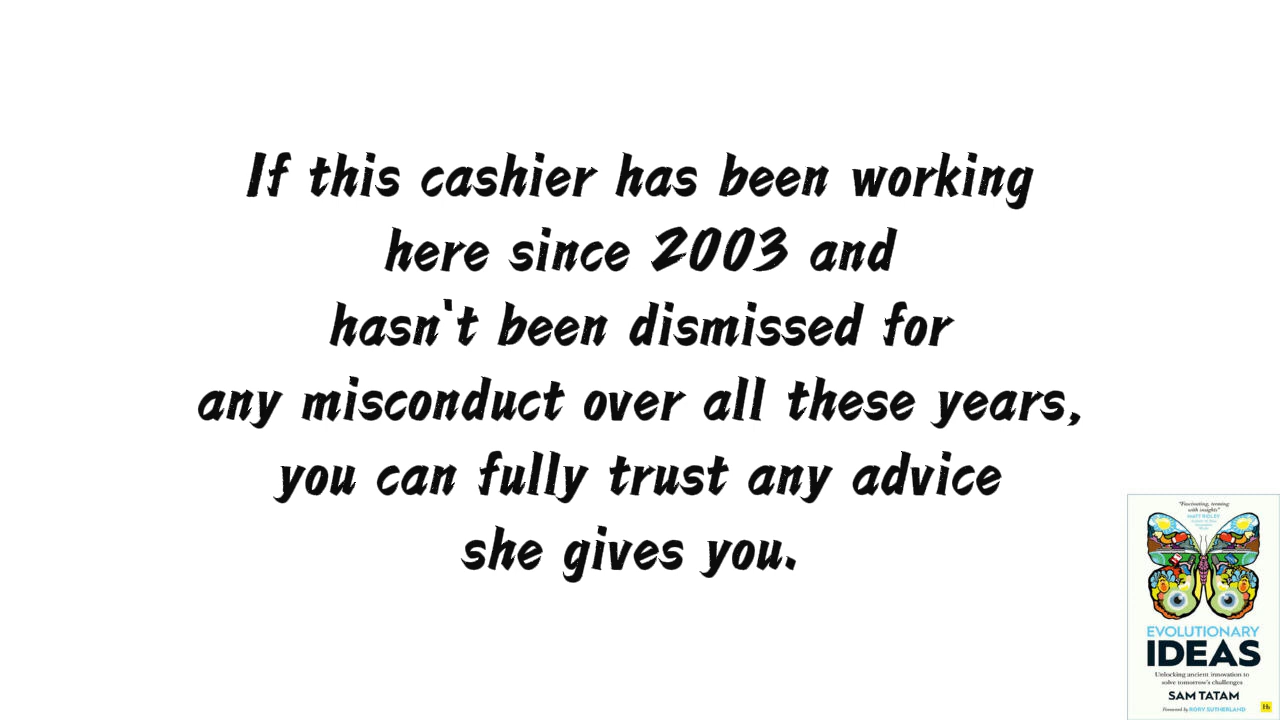 If this cashier has been working
here since 2003 and
hasn`t been dismissed for
any misconduct over all these years,
you can fully trust any advice
she gives you.
"Fascinating, teeming
with insights"
MATT RIDLEY
EVOLUTIONARY
IDEAS
Unlocking ancient innovation to
solve tomorrow's challenges
SAM TATAM
Foreword by RORY SUTHERLAND